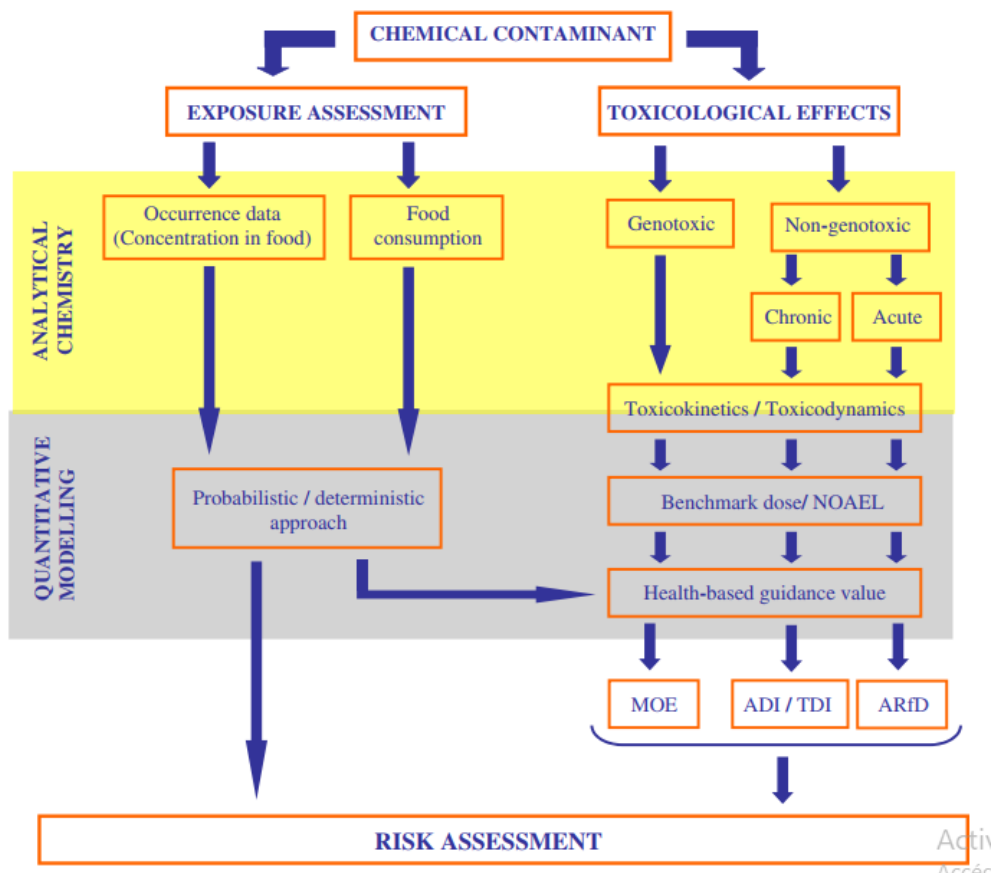 CHEMICAL CONTAMINANT
EXPOSURE ASSESSMENT
TOXICOLOGICAL EFFECTS
ANALYTICAL
CHEMISTRY
Occurrence data
(Concentration in food)
Food
consumption
Genotoxic
Non-genotoxic
Chronic
Acute
Toxicokinetics / Toxicodynamics
QUANTITATIVE
MODELLING
Probabilistic / deterministic
approach
Benchmark dose/ NOAEL
Health-based guidance value
MOE
ADI / TDI
ARfD
RISK ASSESSMENT
Activ